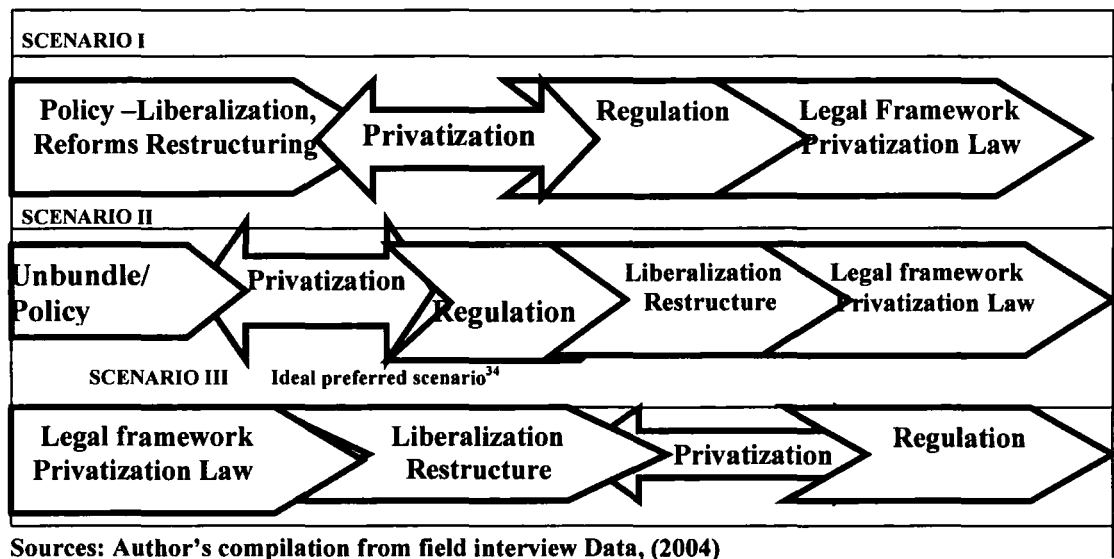 SCENARIO I
Policy –Liberalization,
Reforms Restructuring
Privatization
Regulation
Legal Framework
Privatization Law
SCENARIO II
Unbundle/
Policy
Privatization
Regulation
Liberalization
Restructure
Legal framework
Privatization Law
SCENARIO III Ideal preferred scenario34
Legal framework
Privatization Law
Liberalization
Restructure
Privatization
Regulation
Sources: Author's compilation from field interview Data, (2004)